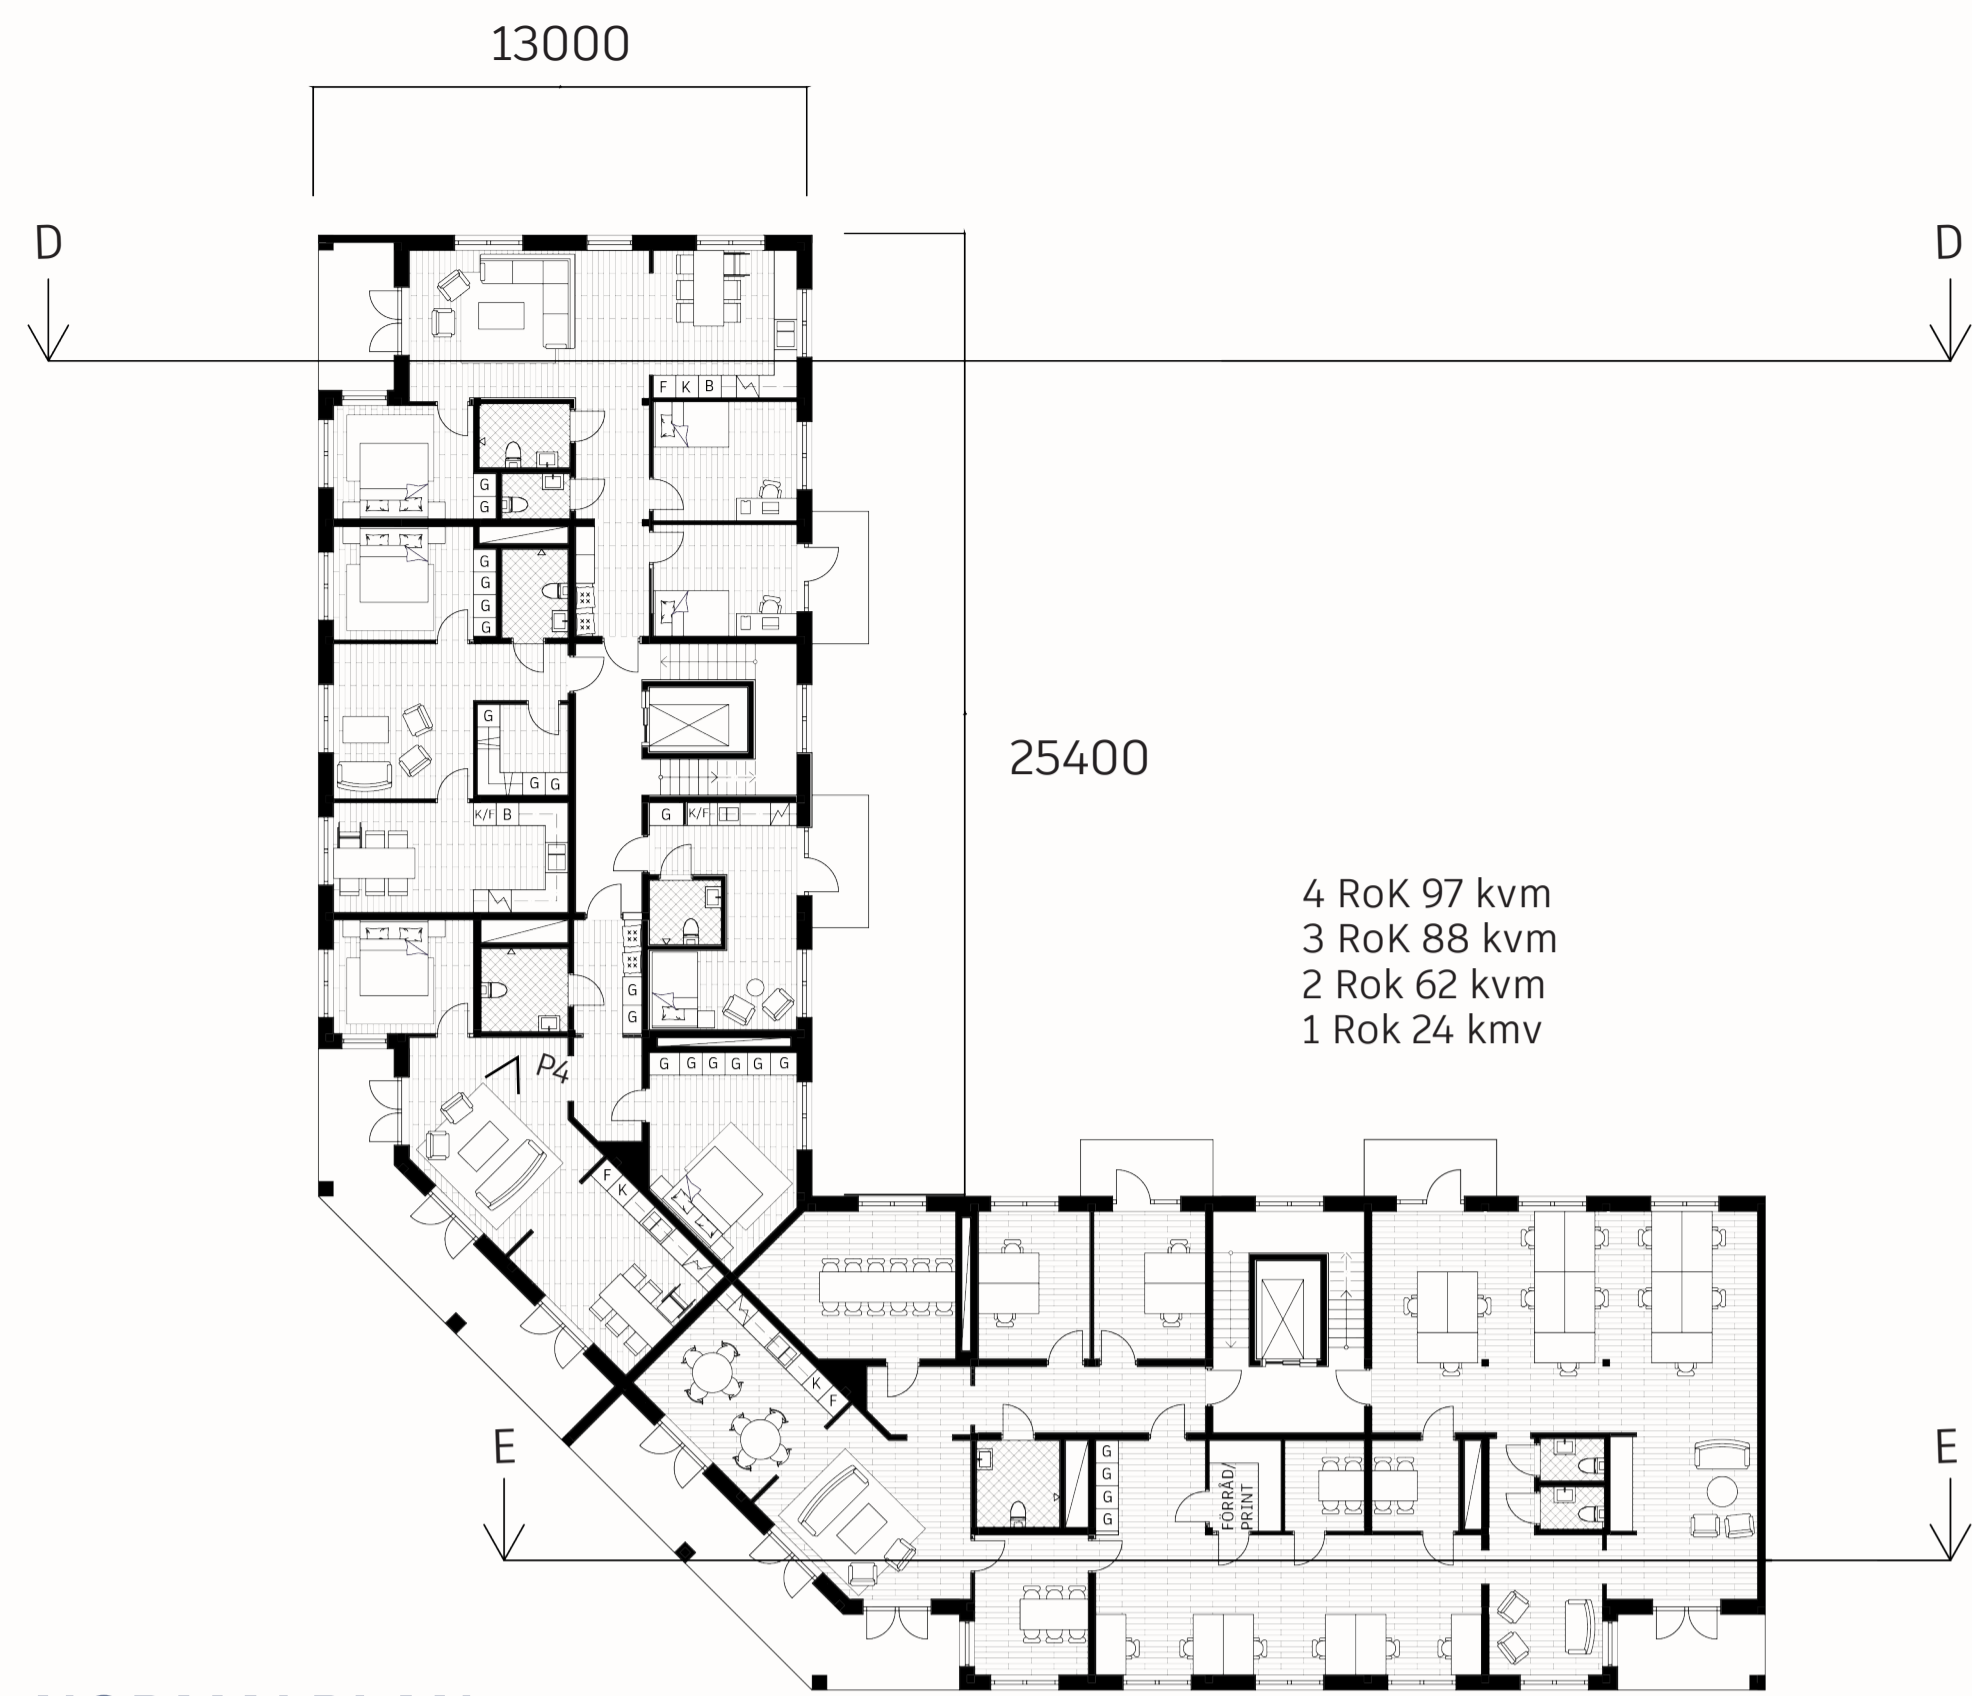 13000
D
D
F K B
G
G
G
G
G
G
G
G G
25400
K/F B
G K/F
4 RoK 97 kvm
3 RoK 88 kvm
2 Rok 62 kvm
1 Rok 24 kmv
G
G
P4
G G G G G G
F
K
K
F
E
E
G
G
G
G
FÖRRÅD/
PRINT